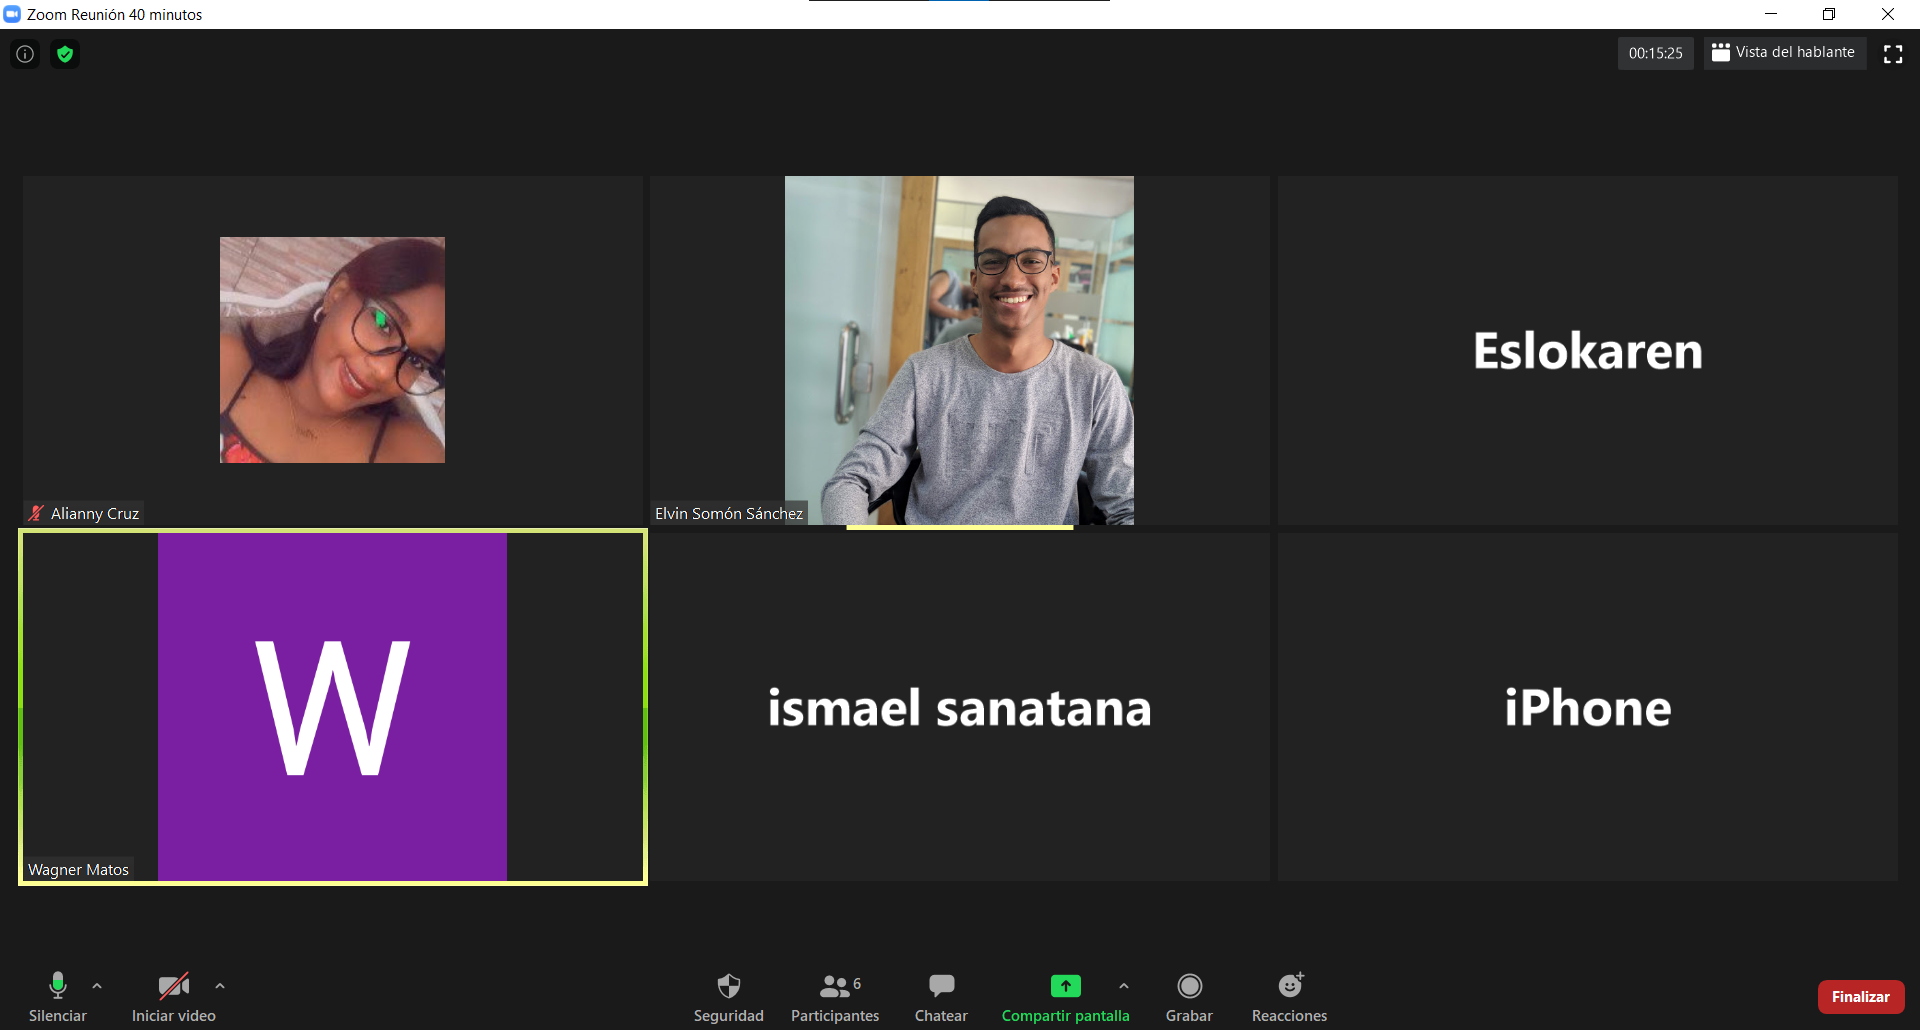 Zoom Reunión 40 minutos
00:15:25
Vista del hablante
Eslokaren
Alianny Cruz
Elvin Somón Sánchez
W
ismael sanatana
iPhone
Wagner Matos
6
Silenciar
Iniciar video
Seguridad
Participantes
Chatear
Compartir pantalla
Grabar
Reacciones
Finalizar